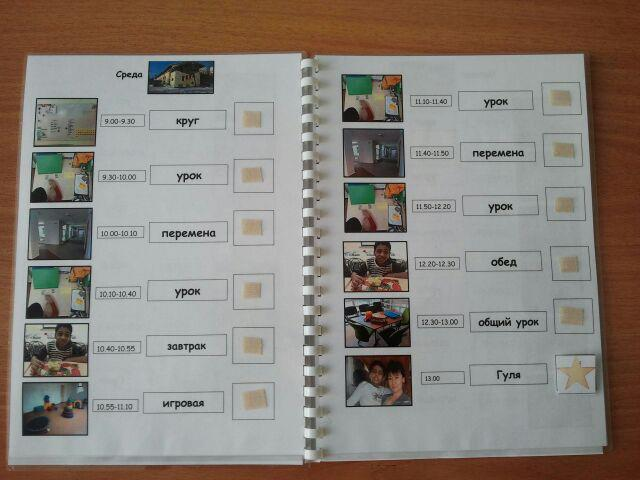 Среда
9.00-9.30 круг
9.30-10.00 урок
10.00-10.10 перемена
10.10-10.40 урок
10.40-10.55 завтрак
10.55-11.10 игровая
11.10-11.40 урок
11.40-11.50 перемена
11.50-12.20 урок
12.20-12.30 обед
12.30-13.00 общий урок
13.00 Гуля